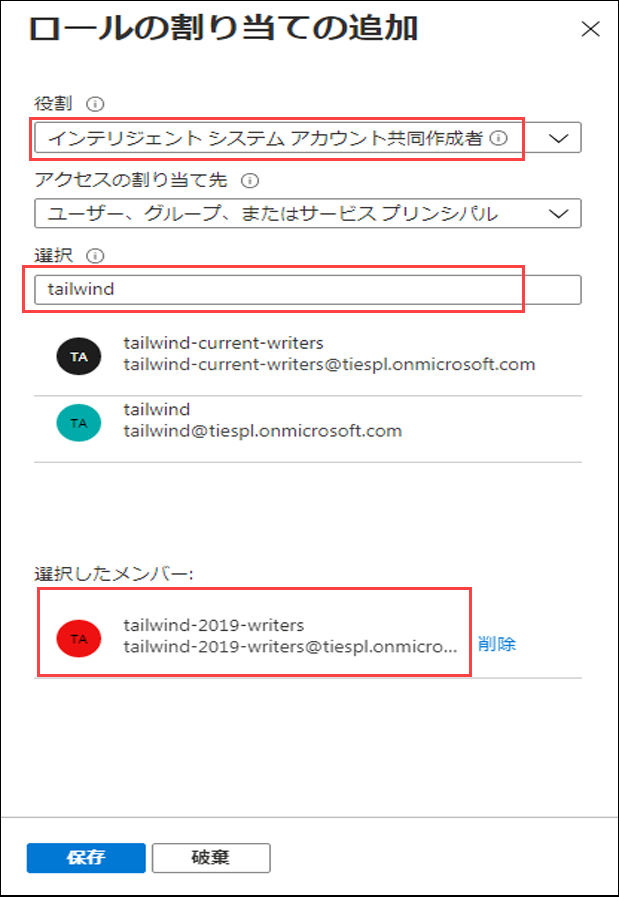 ロールの割り当ての追加
役割
インテリジェント システム アカウント共同作成者
アクセスの割り当て先
ユーザー、グループ、またはサービス プリンシパル
選択
tailwind
TA
tailwind-current-writers
tailwind-current-writers@tiespl.onmicrosoft.com
TA
tailwind
tailwind@tiespl.onmicrosoft.com
選択したメンバー:
TA
tailwind-2019-writers
tailwind-2019-writers@tiespl.onmicro...
削除
保存
破棄